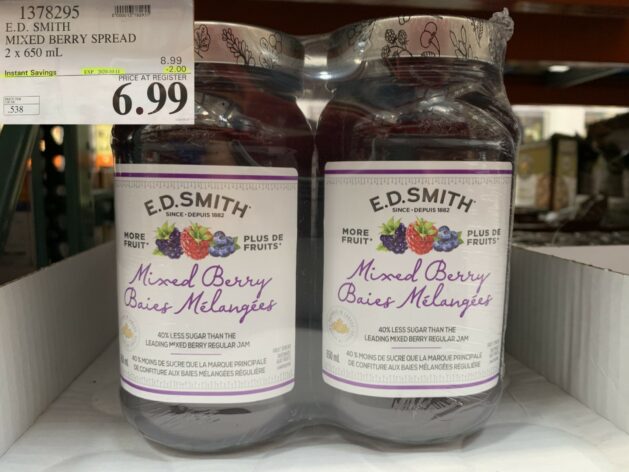 1378295
E.D. SMITH
MIXED BERRY SPREAD
2 x 650 mL
8.99
Instant Savings
-2.00
PRICE AT REGISTER
6.99
.538
E.D.SMITH
SINCE • DEPUIS 1882
MORE FRUIT*
PLUS DE FRUITS*
Mixed Berry
Baies Mélangées
40% LESS SUGAR THAN THE
LEADING MIXED BERRY REGULAR JAM
40 % MOINS DE SUCRE QUE LA MARQUE PRINCIPALE
DE CONFITURE AUX BAIES MÉLANGÉES RÉGULIÈRE
E.D.SMITH
SINCE • DEPUIS 1882
MORE FRUIT*
PLUS DE FRUITS*
Mixed Berry
Baies Mélangées
40% LESS SUGAR THAN THE
LEADING MIXED BERRY REGULAR JAM
40 % MOINS DE SUCRE QUE LA MARQUE PRINCIPALE
DE CONFITURE AUX BAIES MÉLANGÉES RÉGULIÈRE